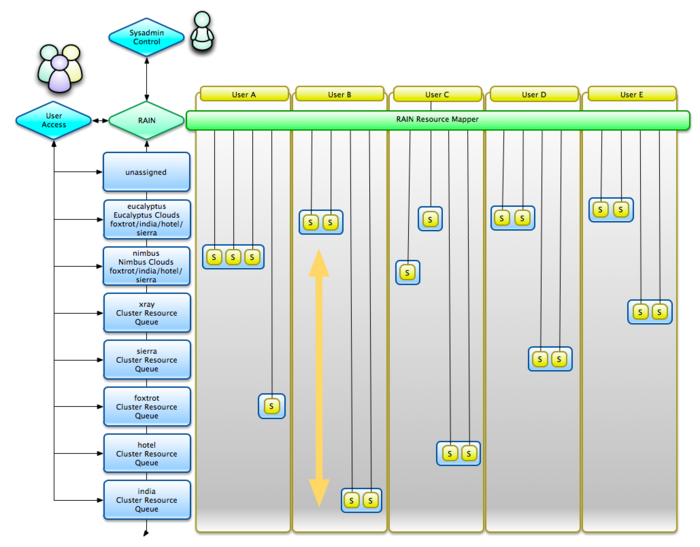 Sysadmin
Control
User
Access
RAIN
User A
User B
User C
User D
User E
RAIN Resource Mapper
unassigned
eucalyptus
Eucalyptus Clouds
foxtrot/india/hotel/
sierra
nimbus
Nimbus Clouds
foxtrot/india/hotel/
sierra
xray
Cluster Resource
Queue
sierra
Cluster Resource
Queue
foxtrot
Cluster Resource
Queue
hotel
Cluster Resource
Queue
india
Cluster Resource
Queue
S S S
S
S S
S S
S
S
S S
S S
S S
S S
S S